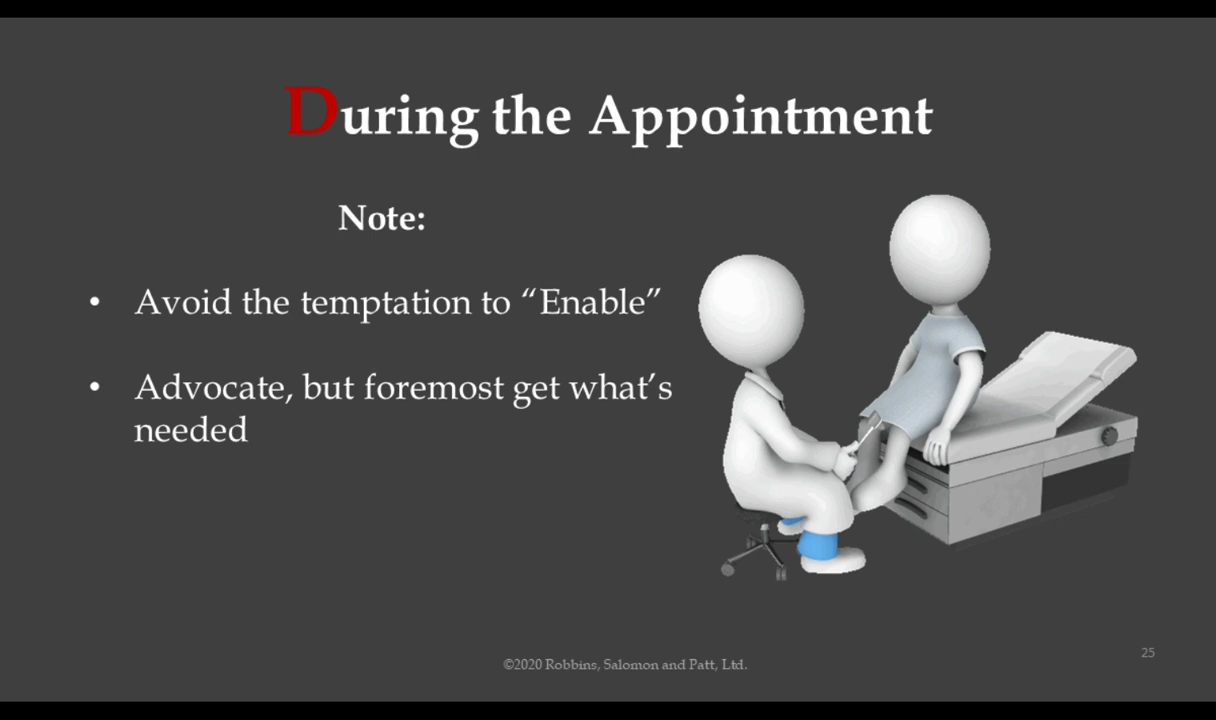 During the Appointment
Note:
• Avoid the temptation to “Enable”
• Advocate, but foremost get what’s
needed
©2020 Robbins, Salomon and Patt, Ltd.
25